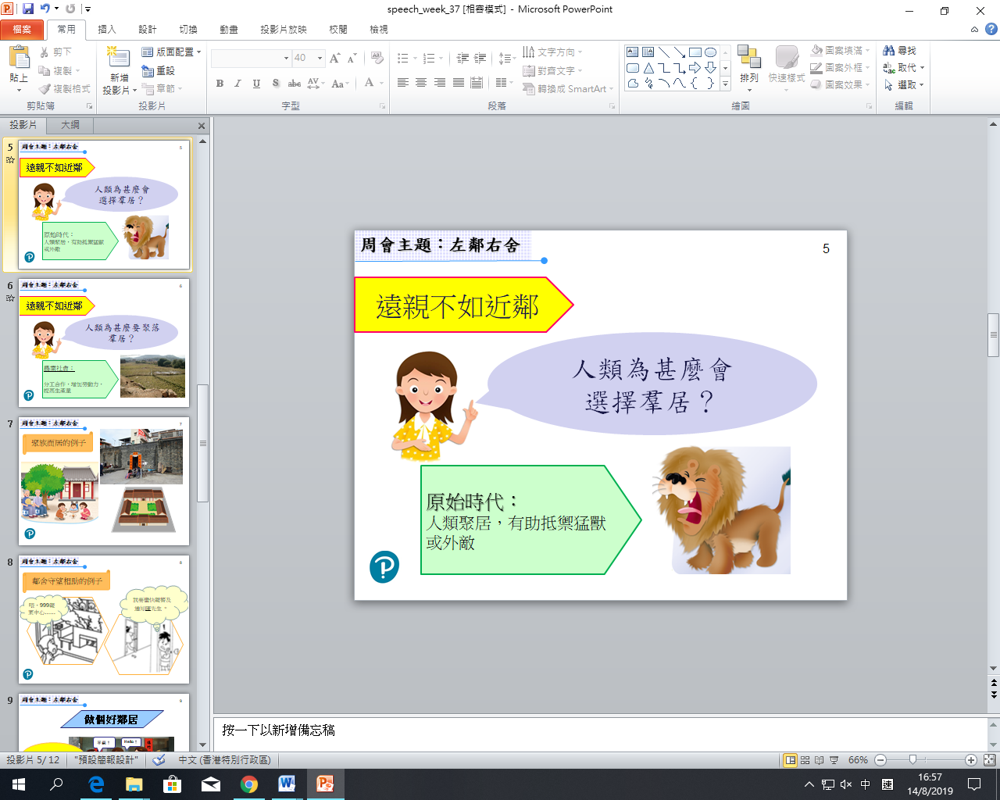 speech_week_37 [相容模式] - Microsoft PowerPoint
檔案 常用 插入 設計 切換 動畫 投影片放映 校閱 檢視
貼上 剪下 複製 複製格式 剪貼簿
新增投影片 版面配置 重設 章節 投影片
40
B I U S abc AV Aa A 字型
文字方向 對齊文字 轉換成 SmartArt 段落
排列 快速樣式 圖案填滿 圖案外框 圖案效果 繪圖
尋找 取代 選取 編輯
投影片 大綱
5
周會主題：左鄰右舍
5
遠親不如近鄰
人類為甚麼會
選擇羣居？
原始時代：
人類聚居，有助抵禦猛獸
或外敵
6
周會主題：左鄰右舍
6
遠親不如近鄰
人類為甚麼要聚落
羣居？
農業社會：
分工合作，增加勞動力，
提高生產量
7
周會主題：左鄰右舍
7
聚族而居的例子
8
周會主題：左鄰右舍
8
鄰舍守望相助的例子
喂，999報
案中心……
9
周會主題：左鄰右舍
9
做個好鄰居
Hello！
周會主題：左鄰右舍
5
遠親不如近鄰
人類為甚麼會
選擇羣居？
原始時代：
人類聚居，有助抵禦猛獸
或外敵
按一下以新增備忘稿
投影片 5/ 12 "預設簡報設計" 中文 (香港特別行政區) 66%
中 16:57
14/8/2019